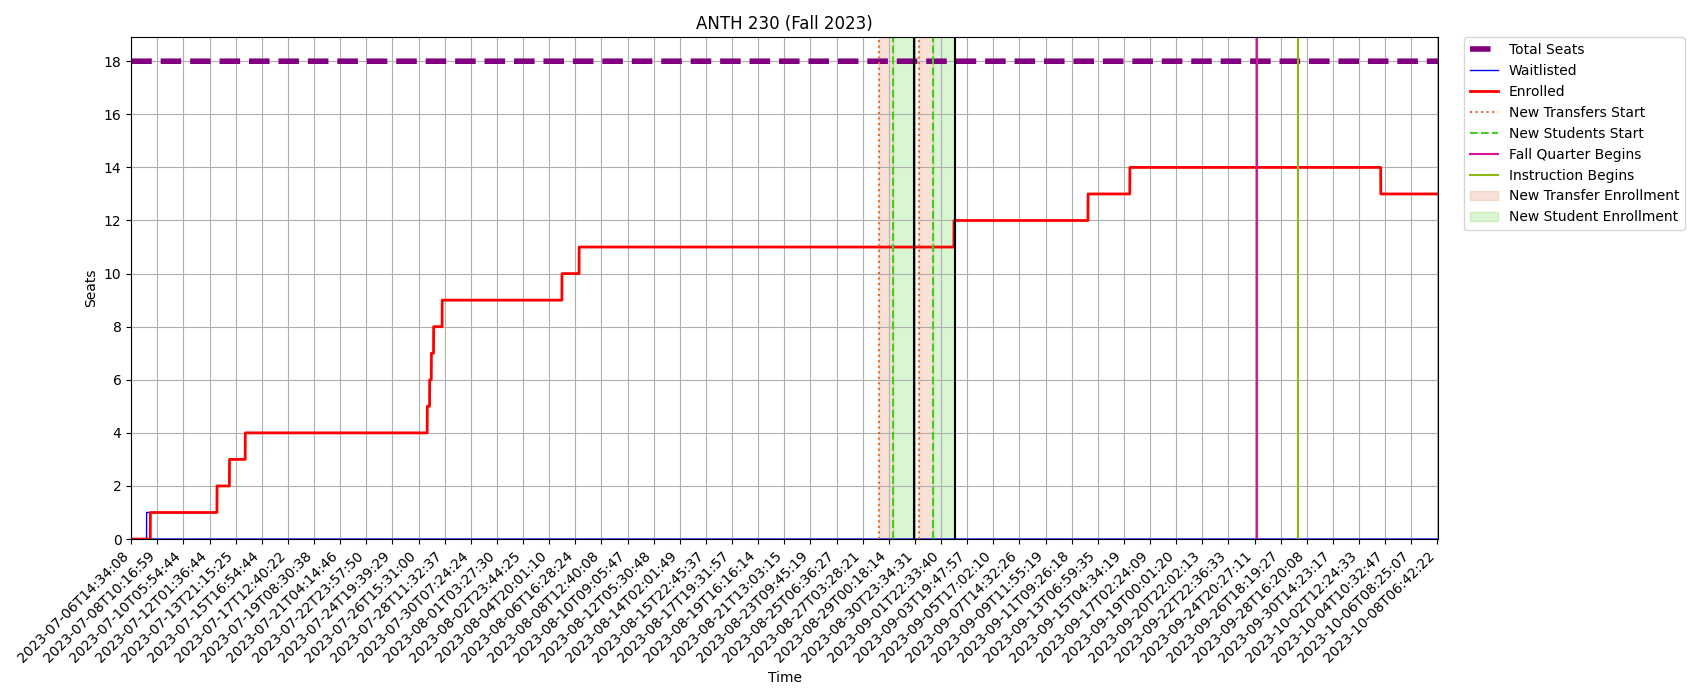 ANTH 230 (Fall 2023)
Seats
18
16
14
12
10
8
6
4
2
0
2023-07-06T14:34:08
2023-07-08T10:16:59
2023-07-10T05:54:44
2023-07-12T01:36:44
2023-07-13T21:15:25
2023-07-15T16:54:44
2023-07-17T12:40:22
2023-07-19T08:30:38
2023-07-21T04:14:46
2023-07-22T23:57:50
2023-07-24T19:39:29
2023-07-26T15:31:00
2023-07-28T11:32:37
2023-07-30T07:24:24
2023-08-01T03:27:30
2023-08-02T23:44:25
2023-08-04T20:01:10
2023-08-06T16:28:24
2023-08-08T12:40:08
2023-08-10T09:05:47
2023-08-12T05:30:48
2023-08-14T02:01:49
2023-08-15T22:45:37
2023-08-17T19:31:57
2023-08-19T16:16:14
2023-08-21T13:03:15
2023-08-23T09:45:19
2023-08-25T06:36:27
2023-08-27T03:28:21
2023-08-29T00:18:14
2023-08-30T23:34:31
2023-09-01T22:33:40
2023-09-03T19:47:57
2023-09-05T17:02:10
2023-09-07T14:32:26
2023-09-09T11:55:19
2023-09-11T09:26:18
2023-09-13T06:59:35
2023-09-15T04:34:19
2023-09-17T02:24:09
2023-09-19T00:01:20
2023-09-20T22:02:13
2023-09-22T22:36:33
2023-09-24T20:27:11
2023-09-26T18:19:27
2023-09-28T16:20:08
2023-09-30T14:23:17
2023-10-02T12:24:33
2023-10-04T10:32:47
2023-10-06T08:25:07
2023-10-08T06:42:22
Time
Total Seats
Waitlisted
Enrolled
New Transfers Start
New Students Start
Fall Quarter Begins
Instruction Begins
New Transfer Enrollment
New Student Enrollment